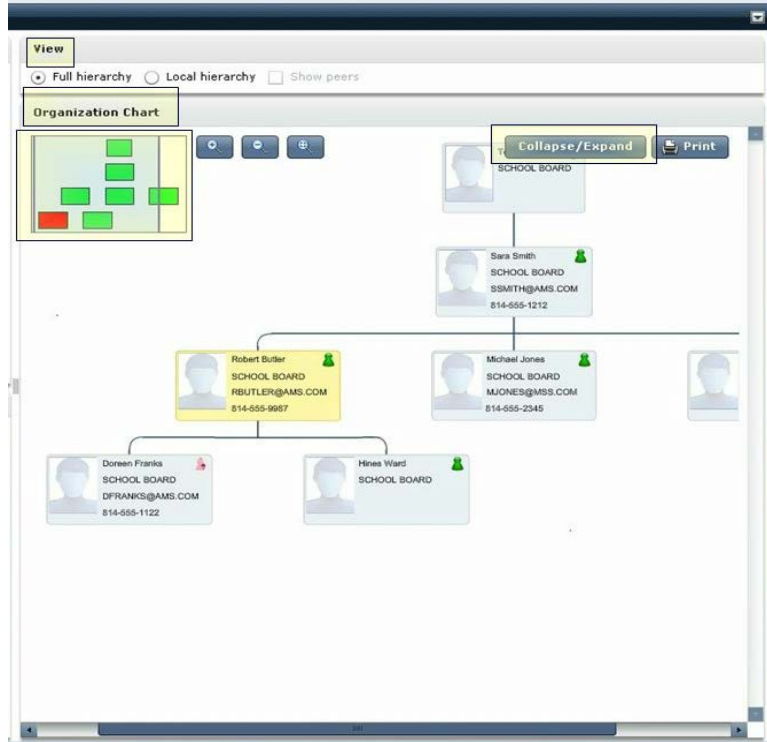 View
Full hierarchy Local hierarchy Show peers
Organization Chart
Collapse/Expand Print
SCHOOL BOARD
Sara Smith
SCHOOL BOARD
SSMITH@AMS.COM
814-555-1212
Robert Butler
SCHOOL BOARD
RBUTLER@AMS.COM
814-555-9987
Michael Jones
SCHOOL BOARD
MJONES@MSS.COM
814-555-2345
Doreen Franks
SCHOOL BOARD
DFRANKS@AMS.COM
814-555-1122
Hines Ward
SCHOOL BOARD